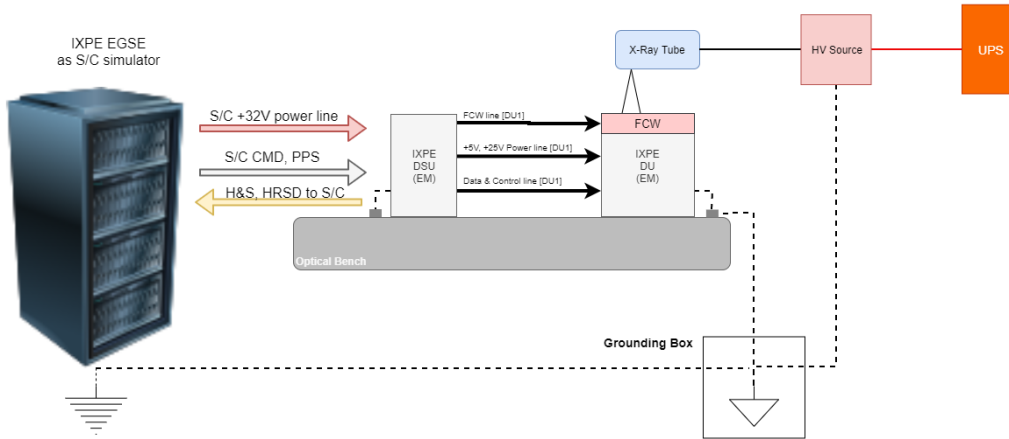 IXPE EGSE
as S/C simulator
S/C +32V power line
S/C CMD, PPS
H&S, HRSD to S/C
IXPE
DSU
(EM)
FCW line [DU1]
+5V, +25V Power line [DU1]
Data & Control line [DU1]
X-Ray Tube
FCW
IXPE
DU
(EM)
HV Source
UPS
Optical Bench
Grounding Box